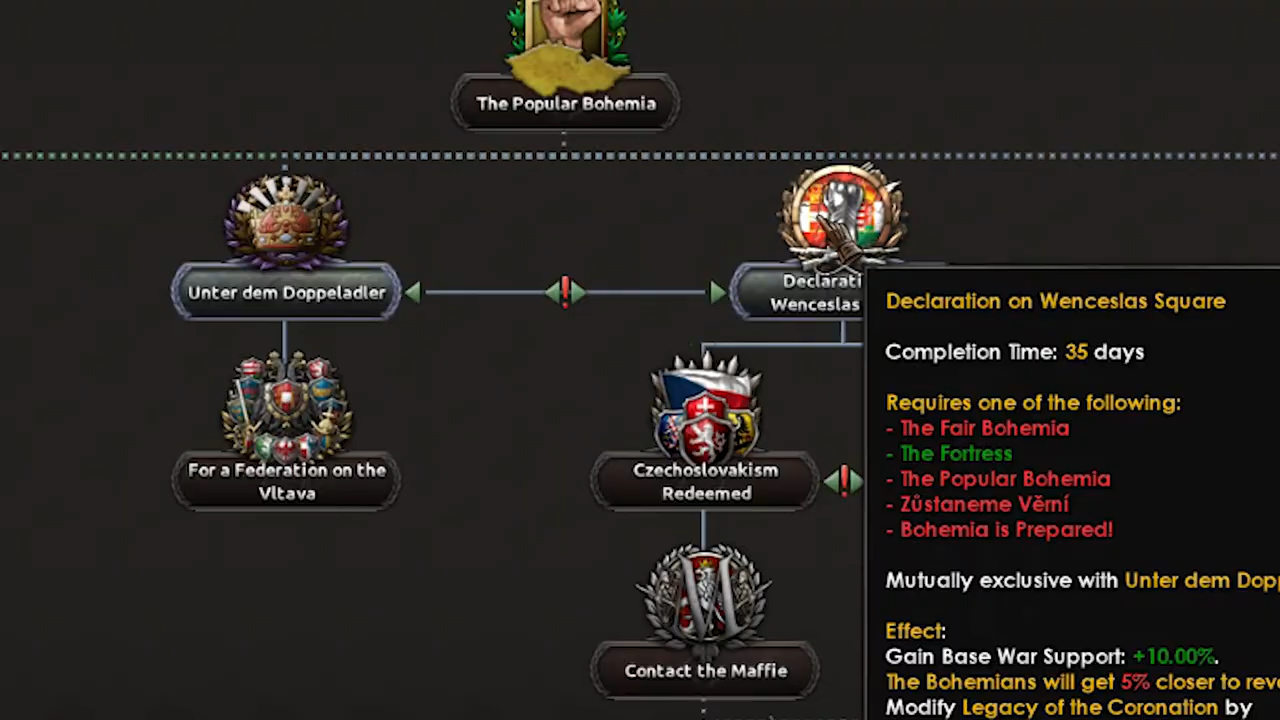 The Popular Bohemia
Unter dem Doppeladler
Declarati
Wenceslas
For a Federation on the
Vltava
Czechoslovakism
Redeemed
Contact the Maffie
Declaration on Wenceslas Square
Completion Time: 35 days
Requires one of the following:
- The Fair Bohemia
- The Fortress
- The Popular Bohemia
- Zůstaneme Věrní
- Bohemia is Prepared!
Mutually exclusive with Unter dem Dopp
Effect:
Gain Base War Support: +10.00%.
The Bohemians will get 5% closer to revo
Modify Legacy of the Coronation by